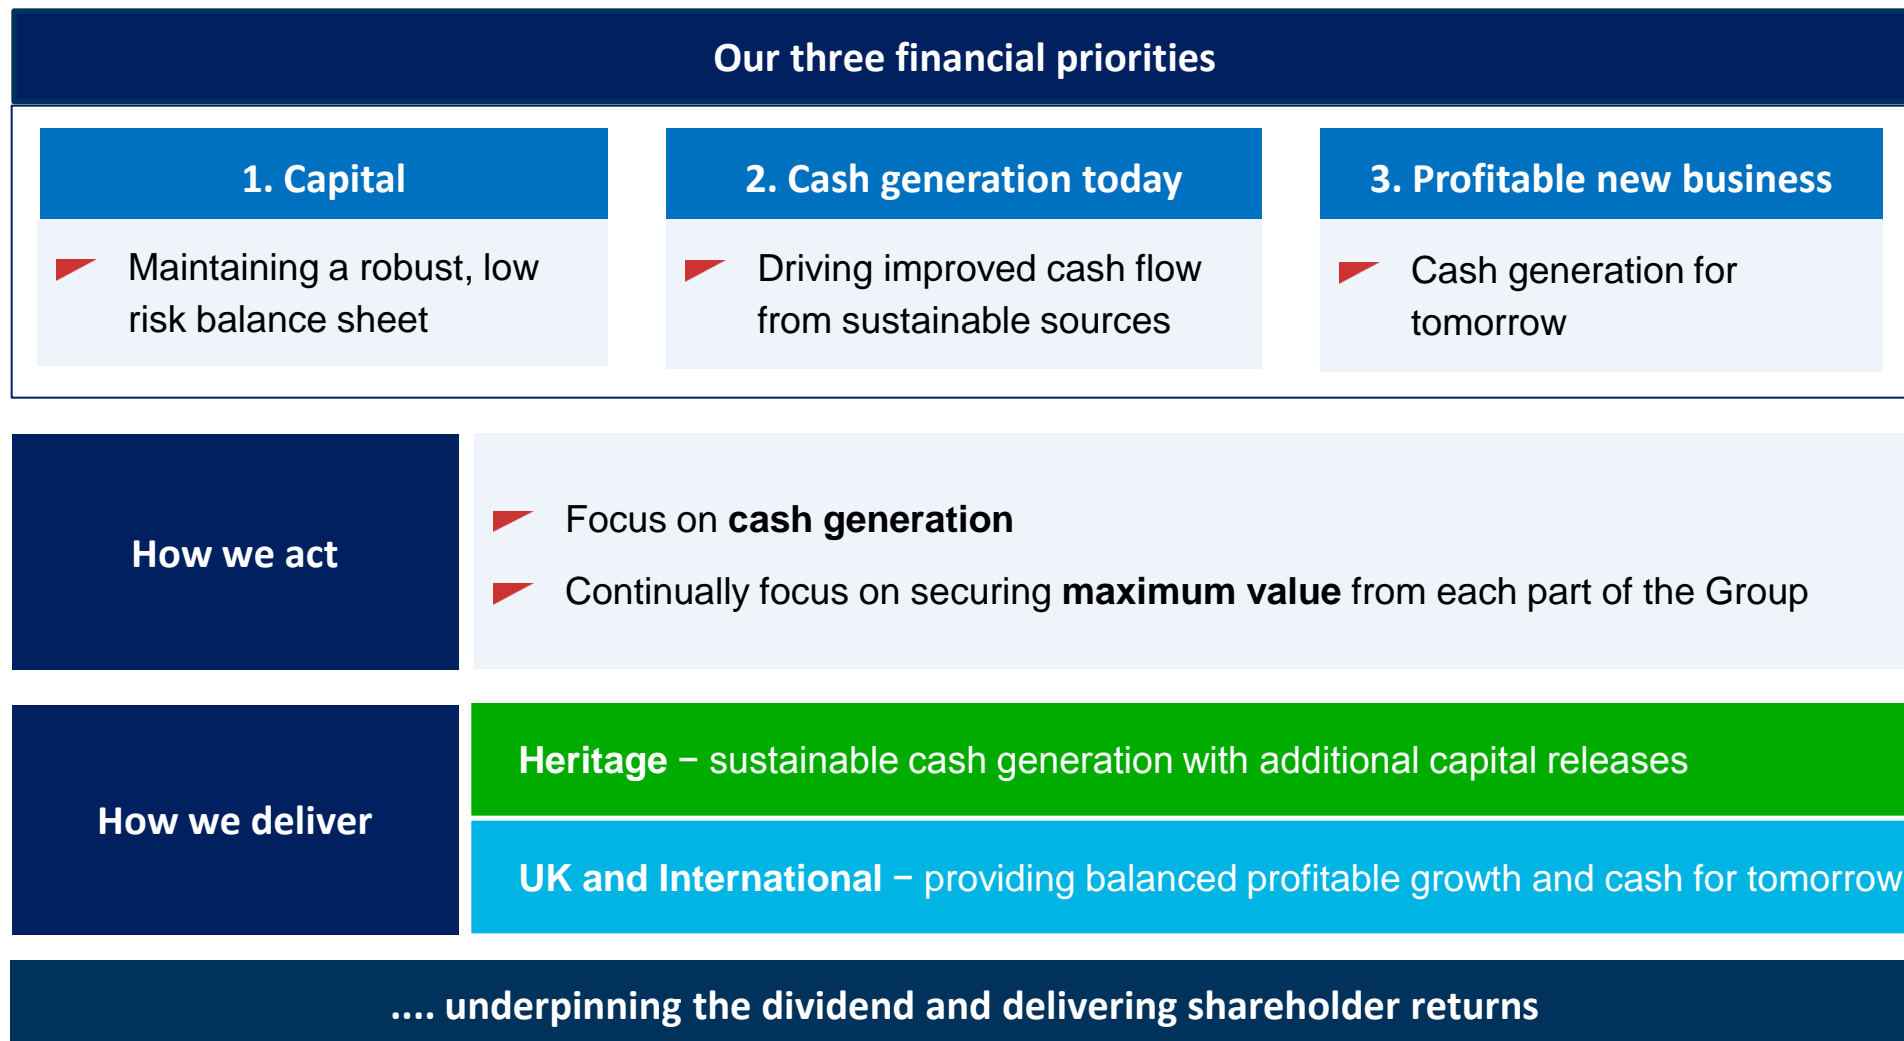 Our three financial priorities
1. Capital
Maintaining a robust, low
risk balance sheet
2. Cash generation today
Driving improved cash flow
from sustainable sources
3. Profitable new business
Cash generation for
tomorrow
How we act
Focus on cash generation
Continually focus on securing maximum value from each part of the Group
How we deliver
Heritage – sustainable cash generation with additional capital releases
UK and International – providing balanced profitable growth and cash for tomorrow
.... underpinning the dividend and delivering shareholder returns